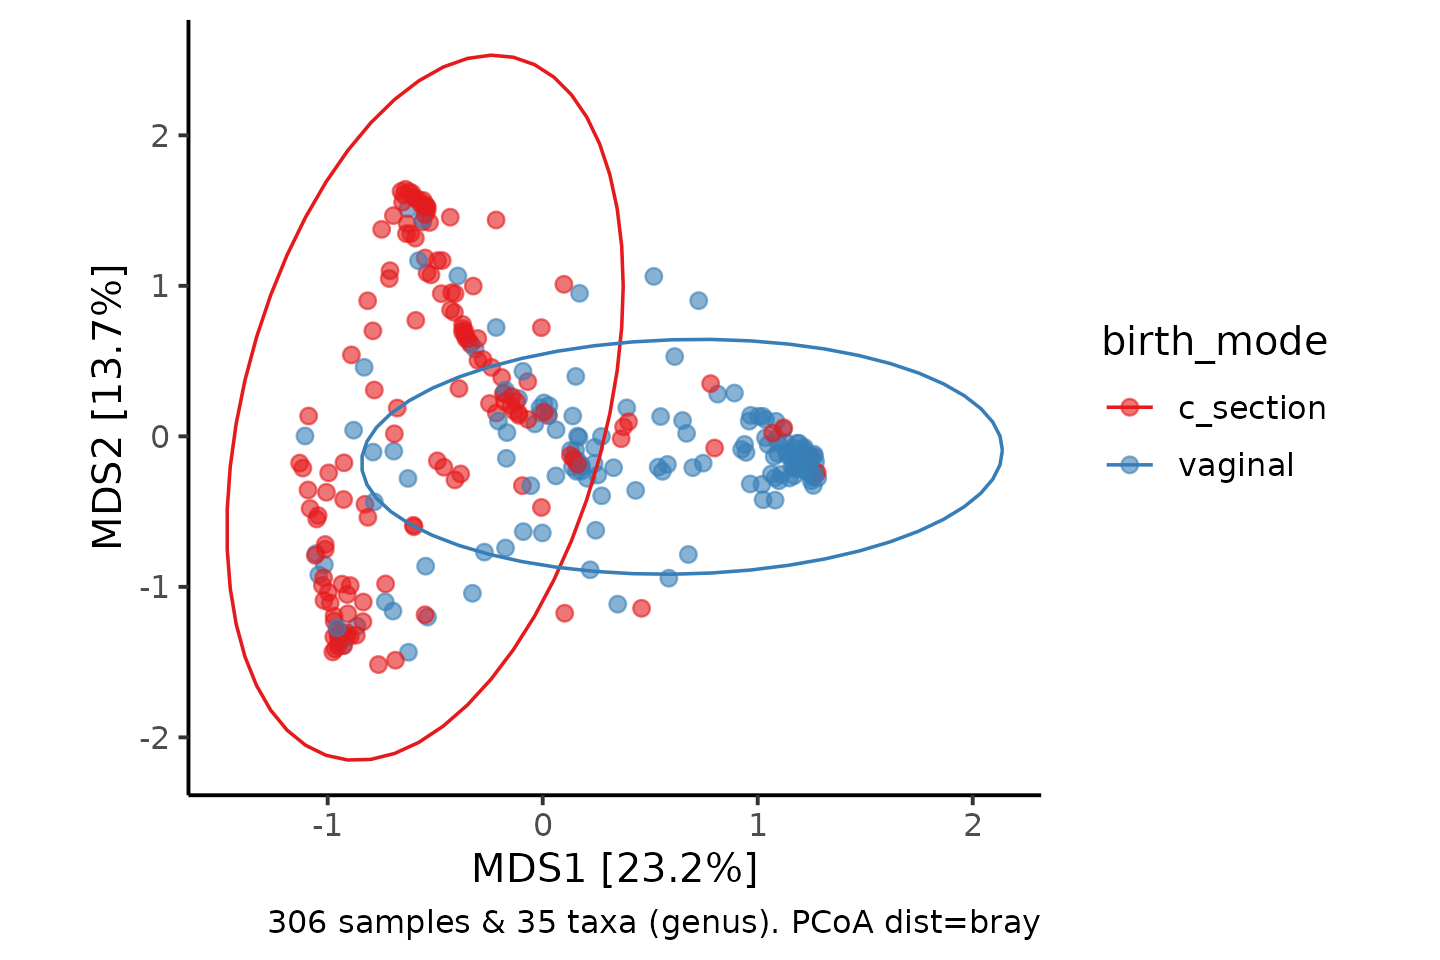 2
1
0
-1
-2
MDS2 [13.7%]
-1 0 1 2
MDS1 [23.2%]
306 samples & 35 taxa (genus). PCoA dist=bray
birth_mode
c_section
vaginal